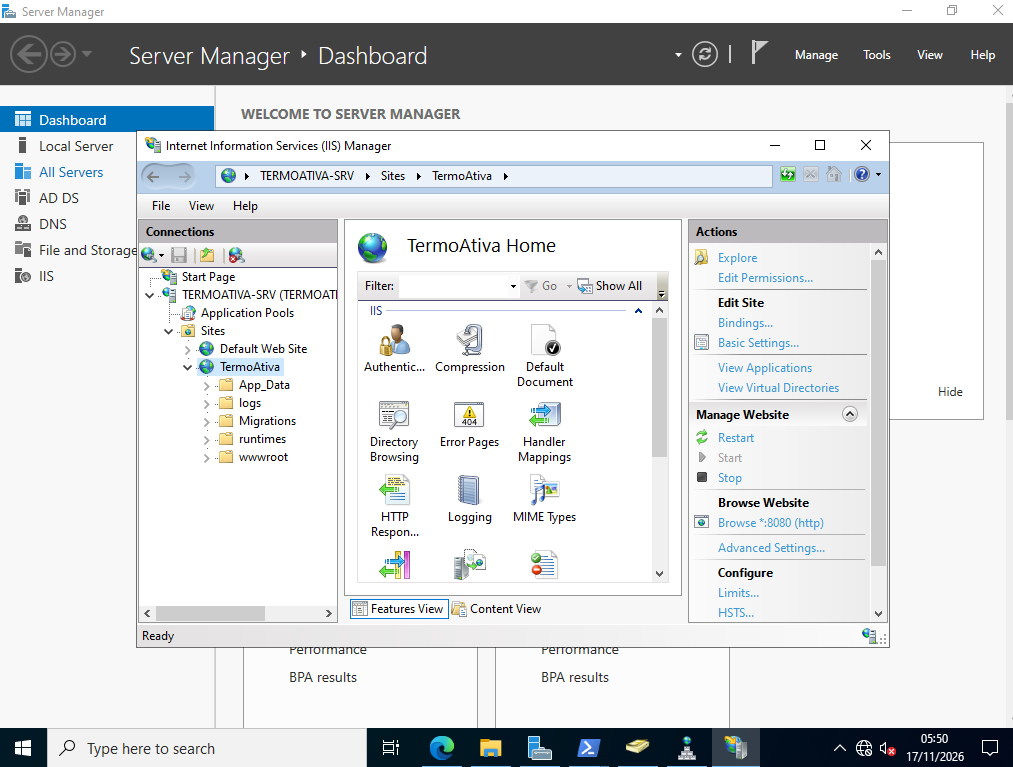 Server Manager
Server Manager ‣ Dashboard
Manage
Tools
View
Help
Dashboard
Local Server
All Servers
AD DS
DNS
File and Storage
IIS
WELCOME TO SERVER MANAGER
Internet Information Services (IIS) Manager
TERMOATIVA-SRV
Sites
TermoAtiva
File
View
Help
Connections
Start Page
TERMOATIVA-SRV (TERMOATI
Application Pools
Sites
Default Web Site
TermoAtiva
App_Data
logs
Migrations
runtimes
wwwroot
TermoAtiva Home
Filter:
Go
Show All
IIS
Authentic...
Compression
Default
Document
Directory
Browsing
404
Error Pages
Handler
Mappings
HTTP
Respon...
Logging
MIME Types
Features View
Content View
Actions
Explore
Edit Permissions...
Edit Site
Bindings...
Basic Settings...
View Applications
View Virtual Directories
Manage Website
Restart
Start
Stop
Browse Website
Browse *:8080 (http)
Advanced Settings...
Configure
Limits...
HSTS...
Ready
Hide
Performance
BPA results
Performance
BPA results
Type here to search
05:50
17/11/2026